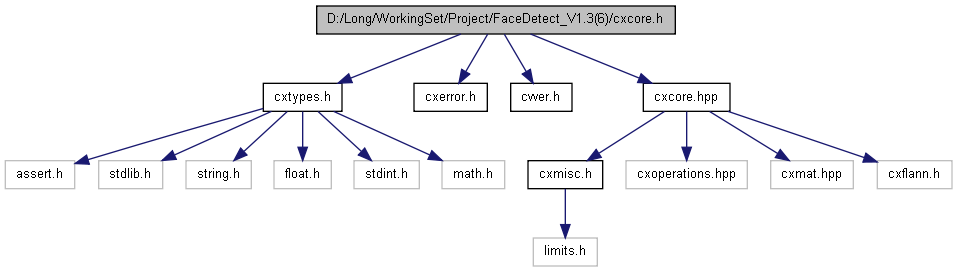 D:/Long/WorkingSet/Project/FaceDetect_V1.3(6)/cxcore.h
cxtypes.h
cxerror.h
cvver.h
cxcore.hpp
assert.h
stdlib.h
string.h
float.h
stdint.h
math.h
cxmisc.h
cxoperations.hpp
cxmat.hpp
cxflann.h
limits.h